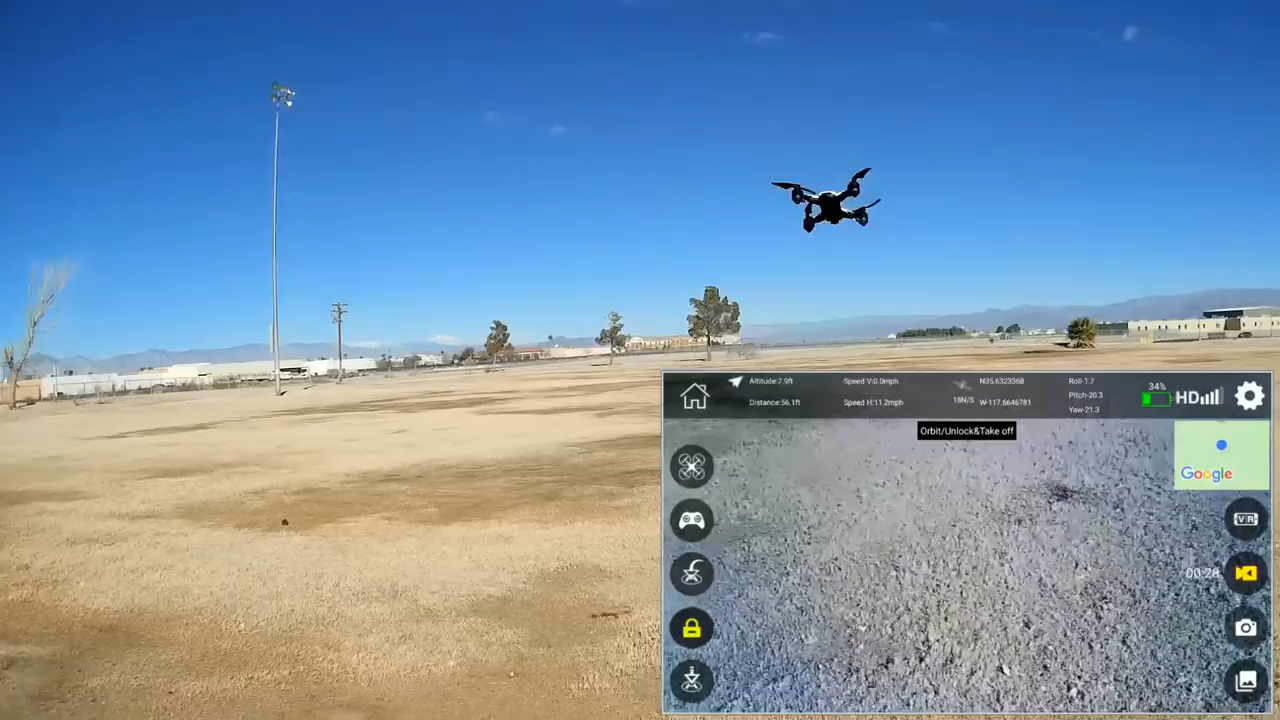 Altitude:7.9ft
Speed V:0.0mph
N35.6323368
Roll-1.7
34%
HD
Distance:56.1ft
Speed H:11.2mph
18N/S
W-117.6646781
Pitch-20.3
Yaw-21.3
Orbit/Unlock&Take off
Google
VR
00:28